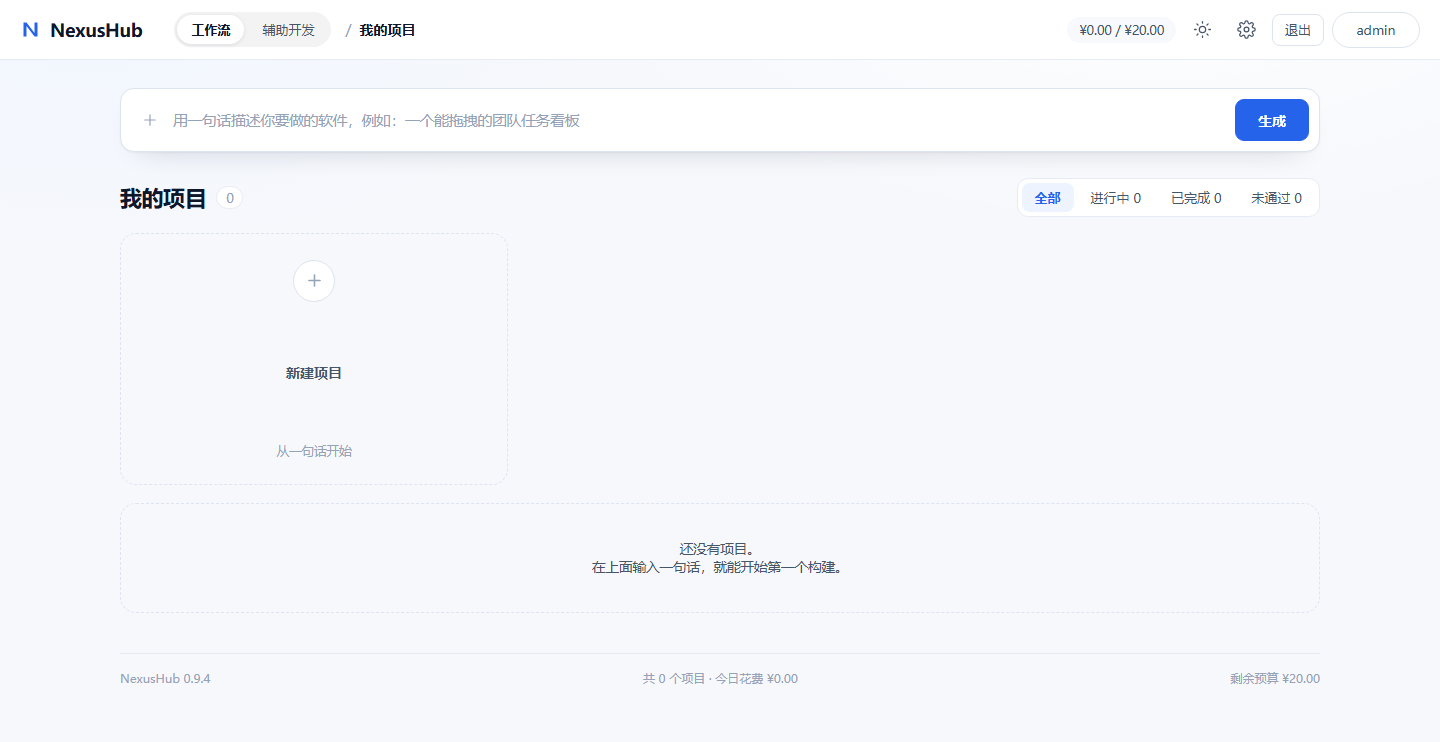 NexusHub
工作流
辅助开发
/ 我的项目
¥0.00 / ¥20.00
退出
admin
用一句话描述你要做的软件，例如：一个能拖拽的团队任务看板
生成
我的项目 0
全部
进行中 0
已完成 0
未通过 0
新建项目
从一句话开始
还没有项目。
在上面输入一句话，就能开始第一个构建。
NexusHub 0.9.4
共 0 个项目 · 今日花费 ¥0.00
剩余预算 ¥20.00